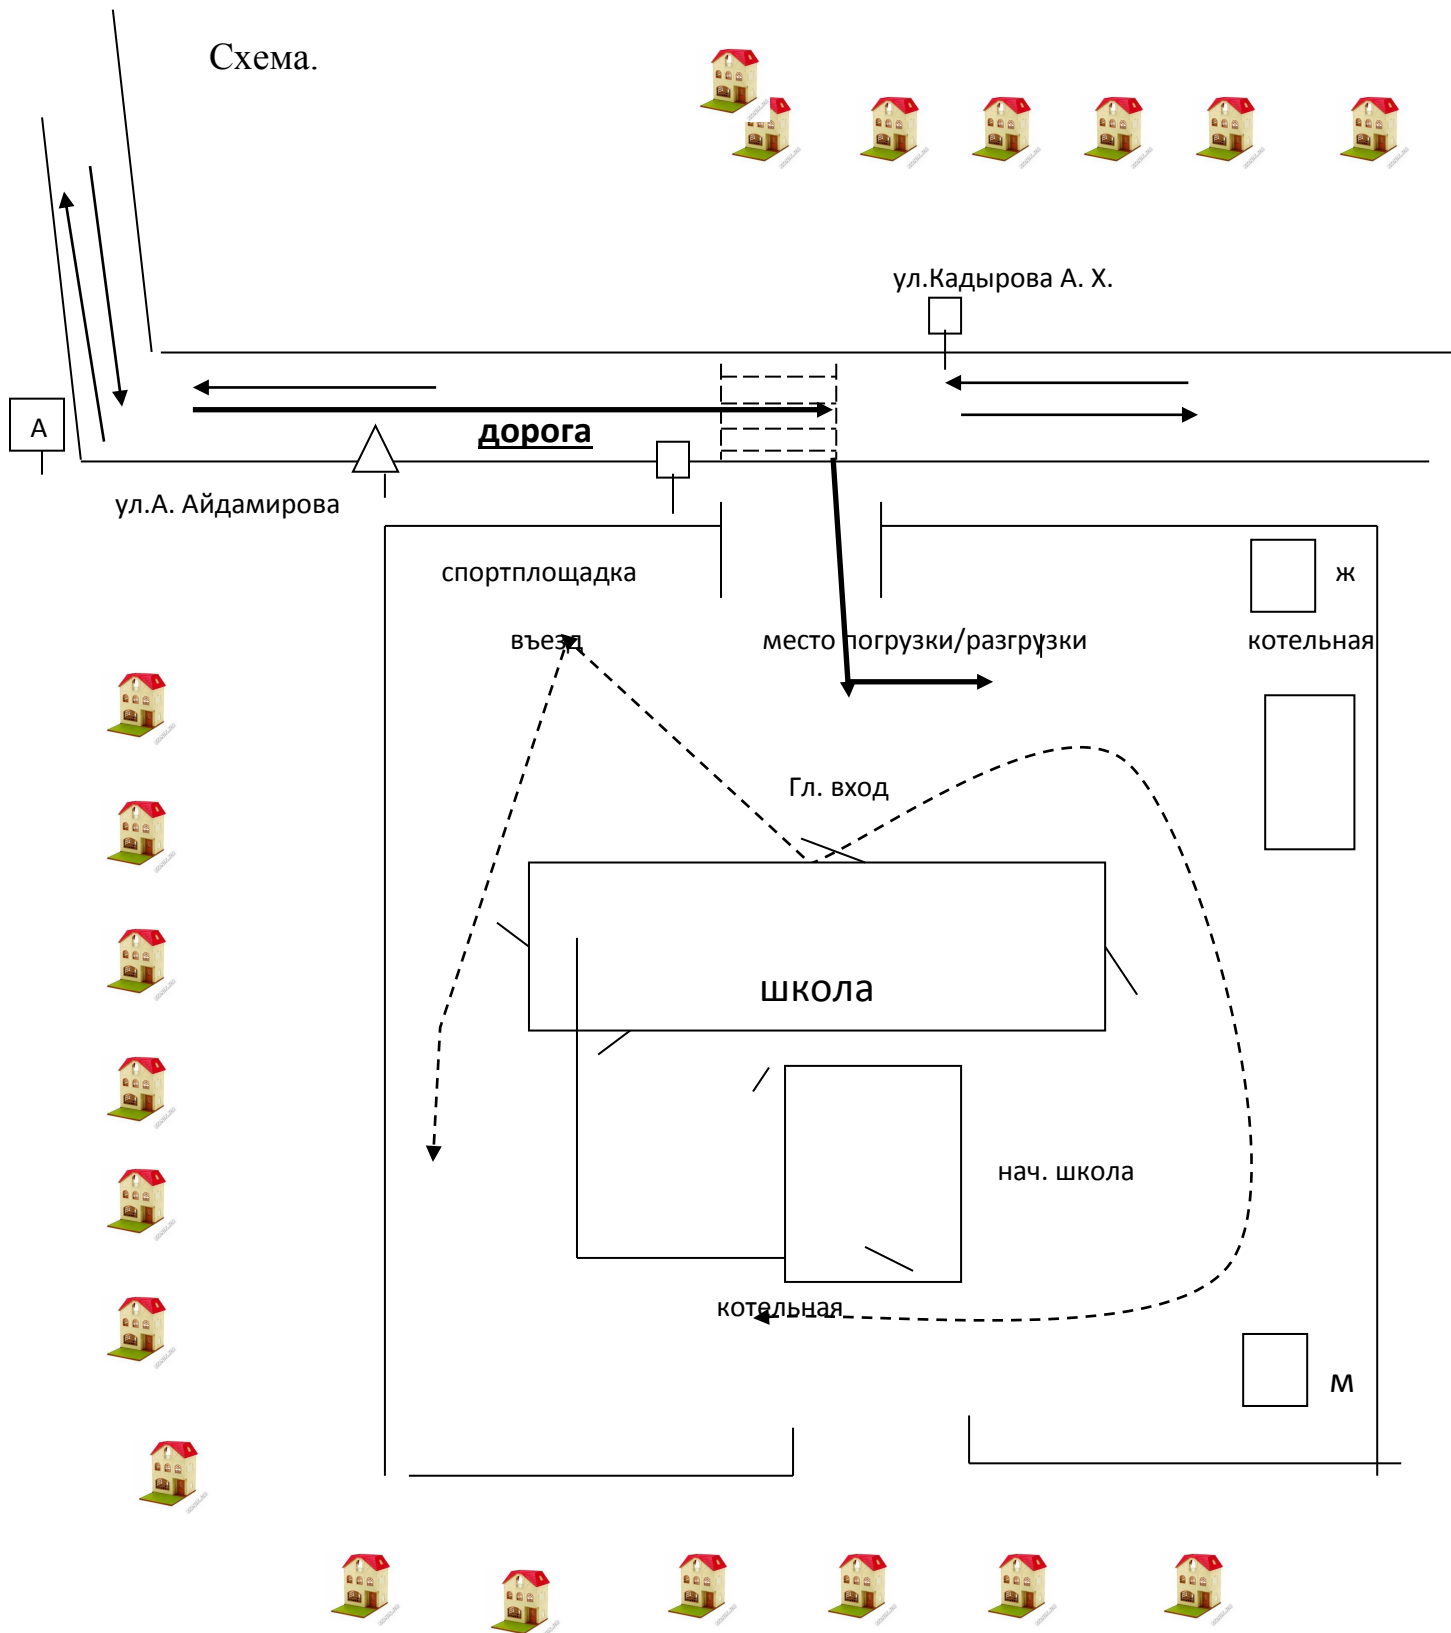 Схема.
ул.Кадырова А. Х.
А
дорога
ул.А. Айдамирова
спортплощадка
ж
въезд
место погрузки/разгрузки
котельная
Гл. вход
школа
нач. школа
котельная
м